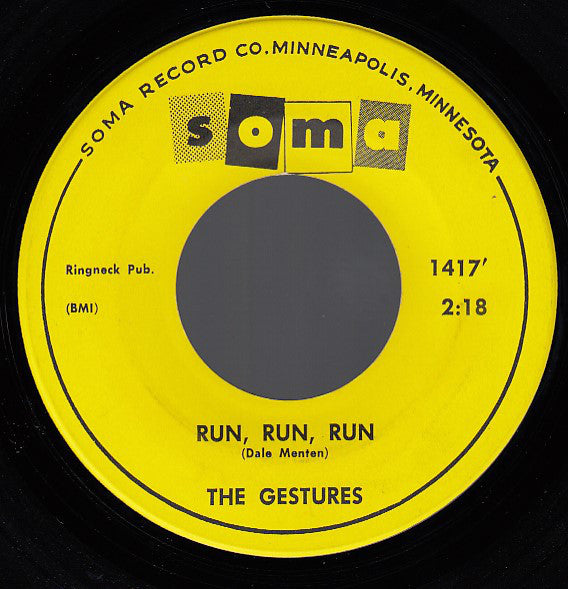 SOMA RECORD CO. MINNEAPOLIS, MINNESOTA
soma
Ringneck Pub.
1417'
(BMI)
2:18
RUN, RUN, RUN
(Dale Menten)
THE GESTURES